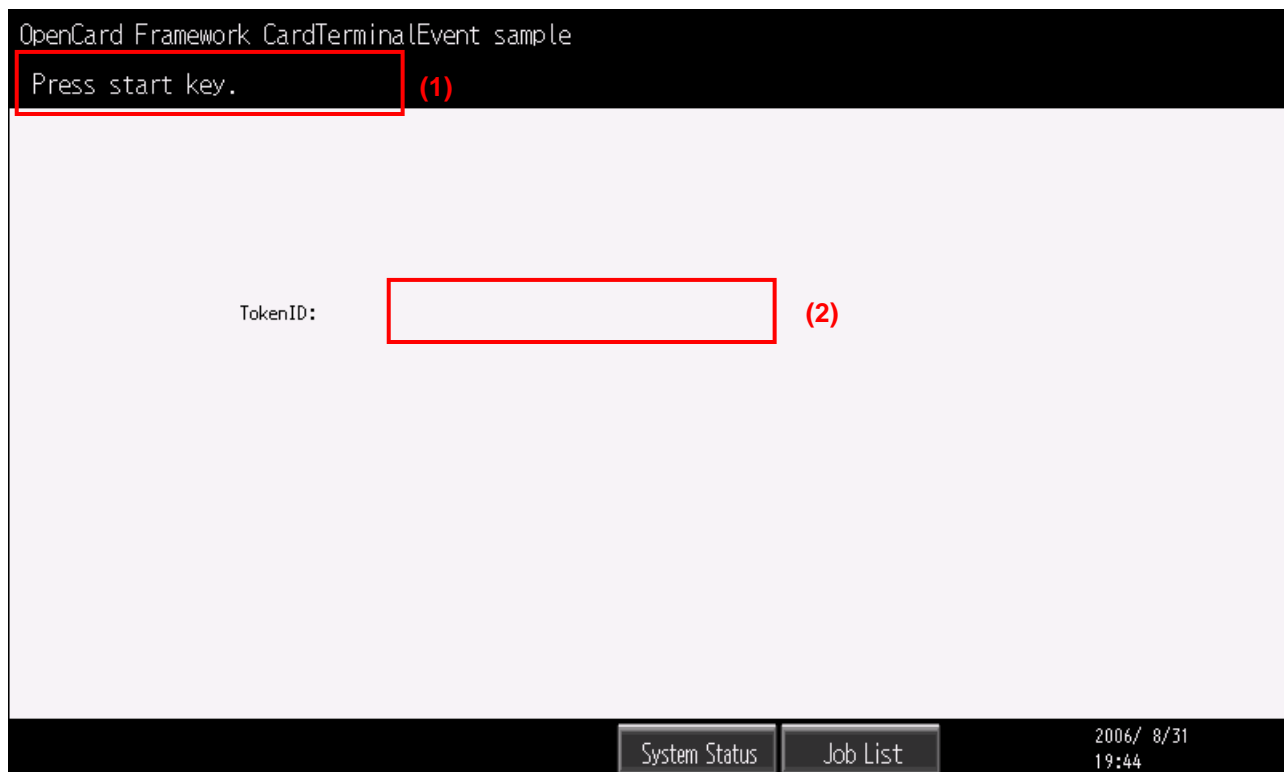 OpenCard Framework CardTerminalEvent sample
Press start key.
(1)
TokenID:
(2)
System Status
Job List
2006/ 8/31
19:44